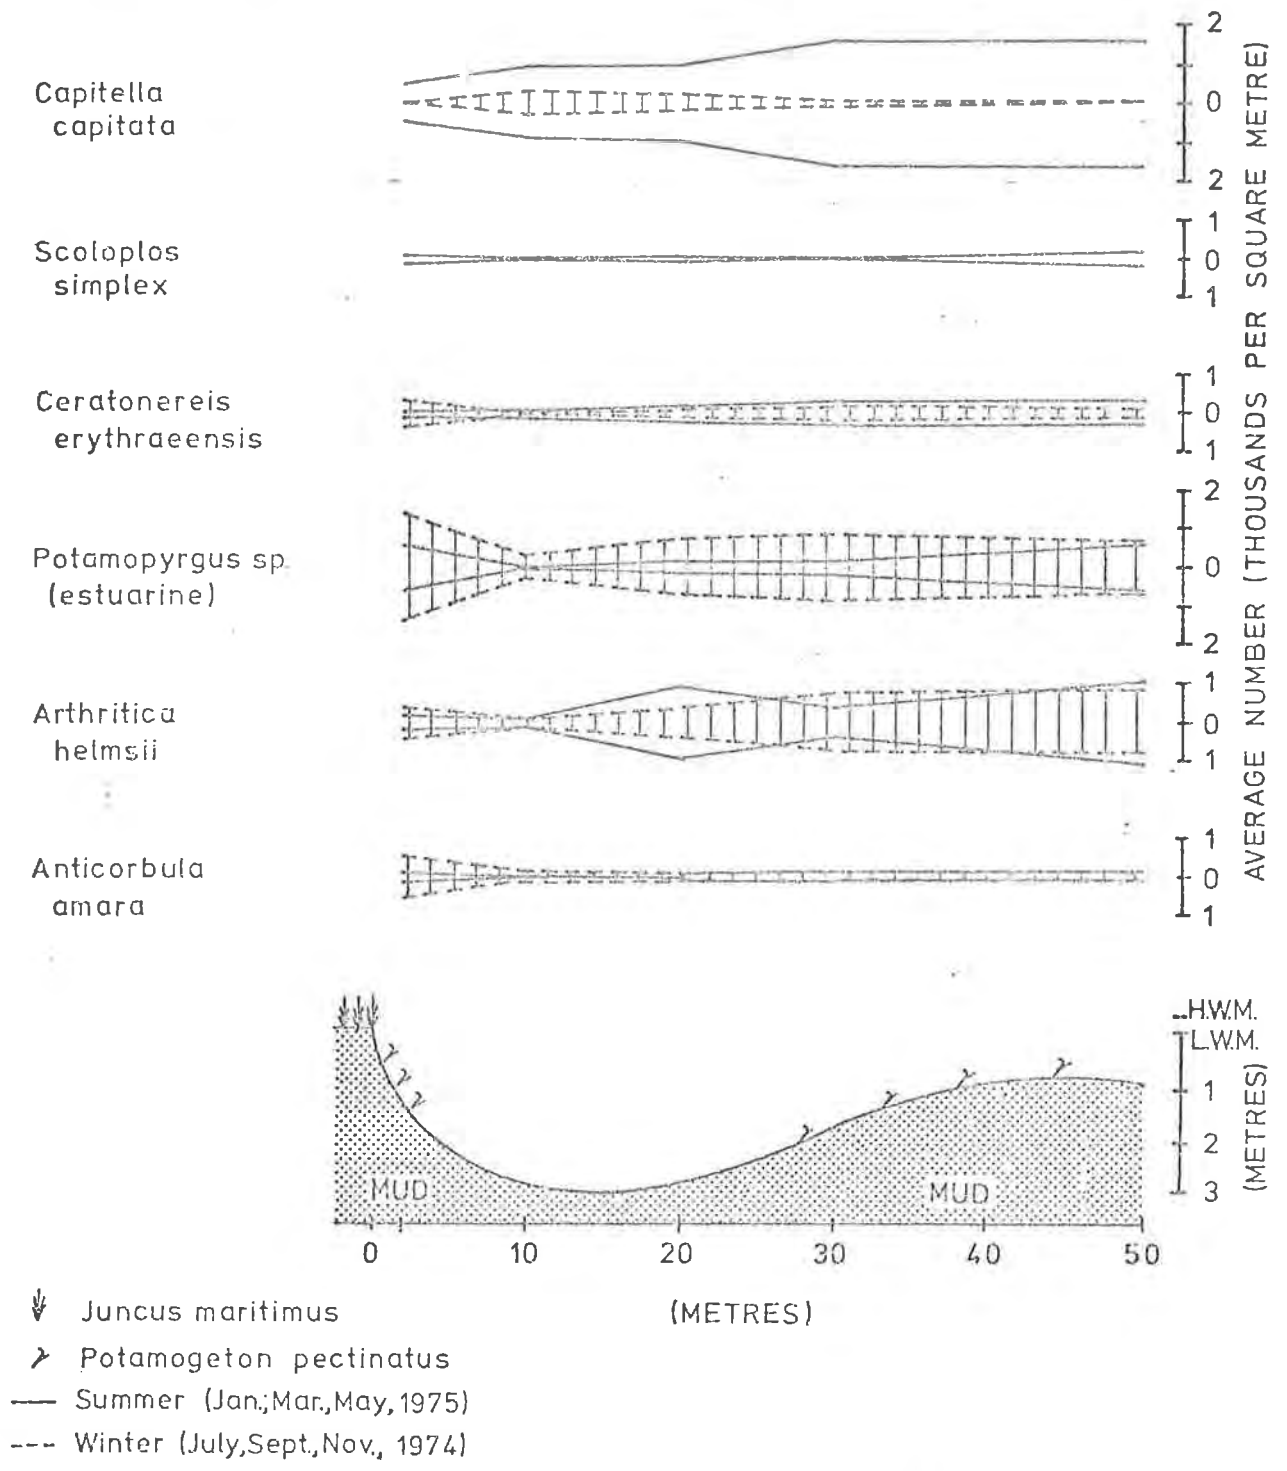 Capitella
capitata
2
0
2
Scoloplos
simplex
1
0
1
Ceratonereis
erythraeensis
1
0
1
Potamopyrgus sp.
(estuarine)
2
0
2
Arthritica
helmsii
1
0
1
Anticorbula
amara
1
0
1
AVERAGE NUMBER (THOUSANDS PER SQUARE METRE)
H.W.M.
L.W.M.
1
2
3
(METRES)
MUD
MUD
0 10 20 30 40 50
(METRES)
Juncus maritimus
Potamogeton pectinatus
Summer (Jan.;Mar.,May,1975)
Winter (July,Sept.,Nov., 1974)